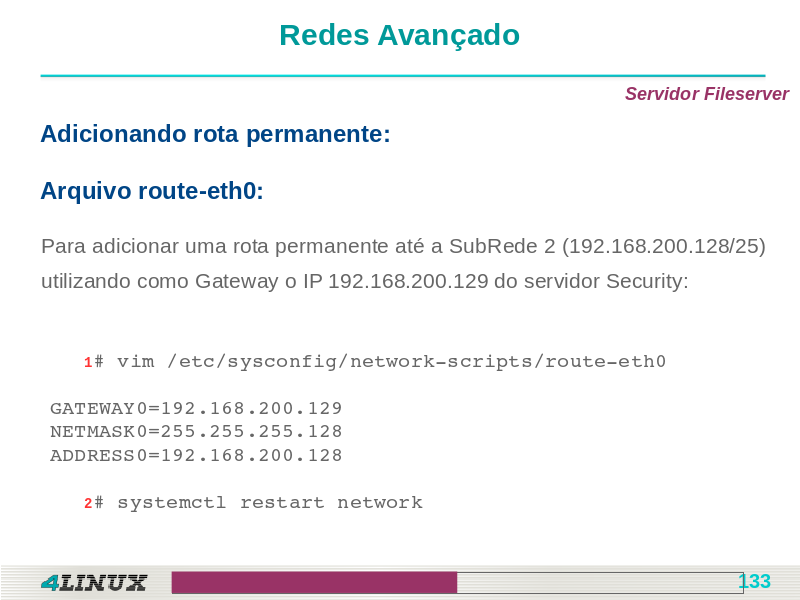 Redes Avançado
Servidor Fileserver
Adicionando rota permanente:
Arquivo route-eth0:
Para adicionar uma rota permanente até a SubRede 2 (192.168.200.128/25)
utilizando como Gateway o IP 192.168.200.129 do servidor Security:
1# vim /etc/sysconfig/network-scripts/route-eth0
GATEWAY0=192.168.200.129
NETMASK0=255.255.255.128
ADDRESS0=192.168.200.128
2# systemctl restart network
4LINUX
133